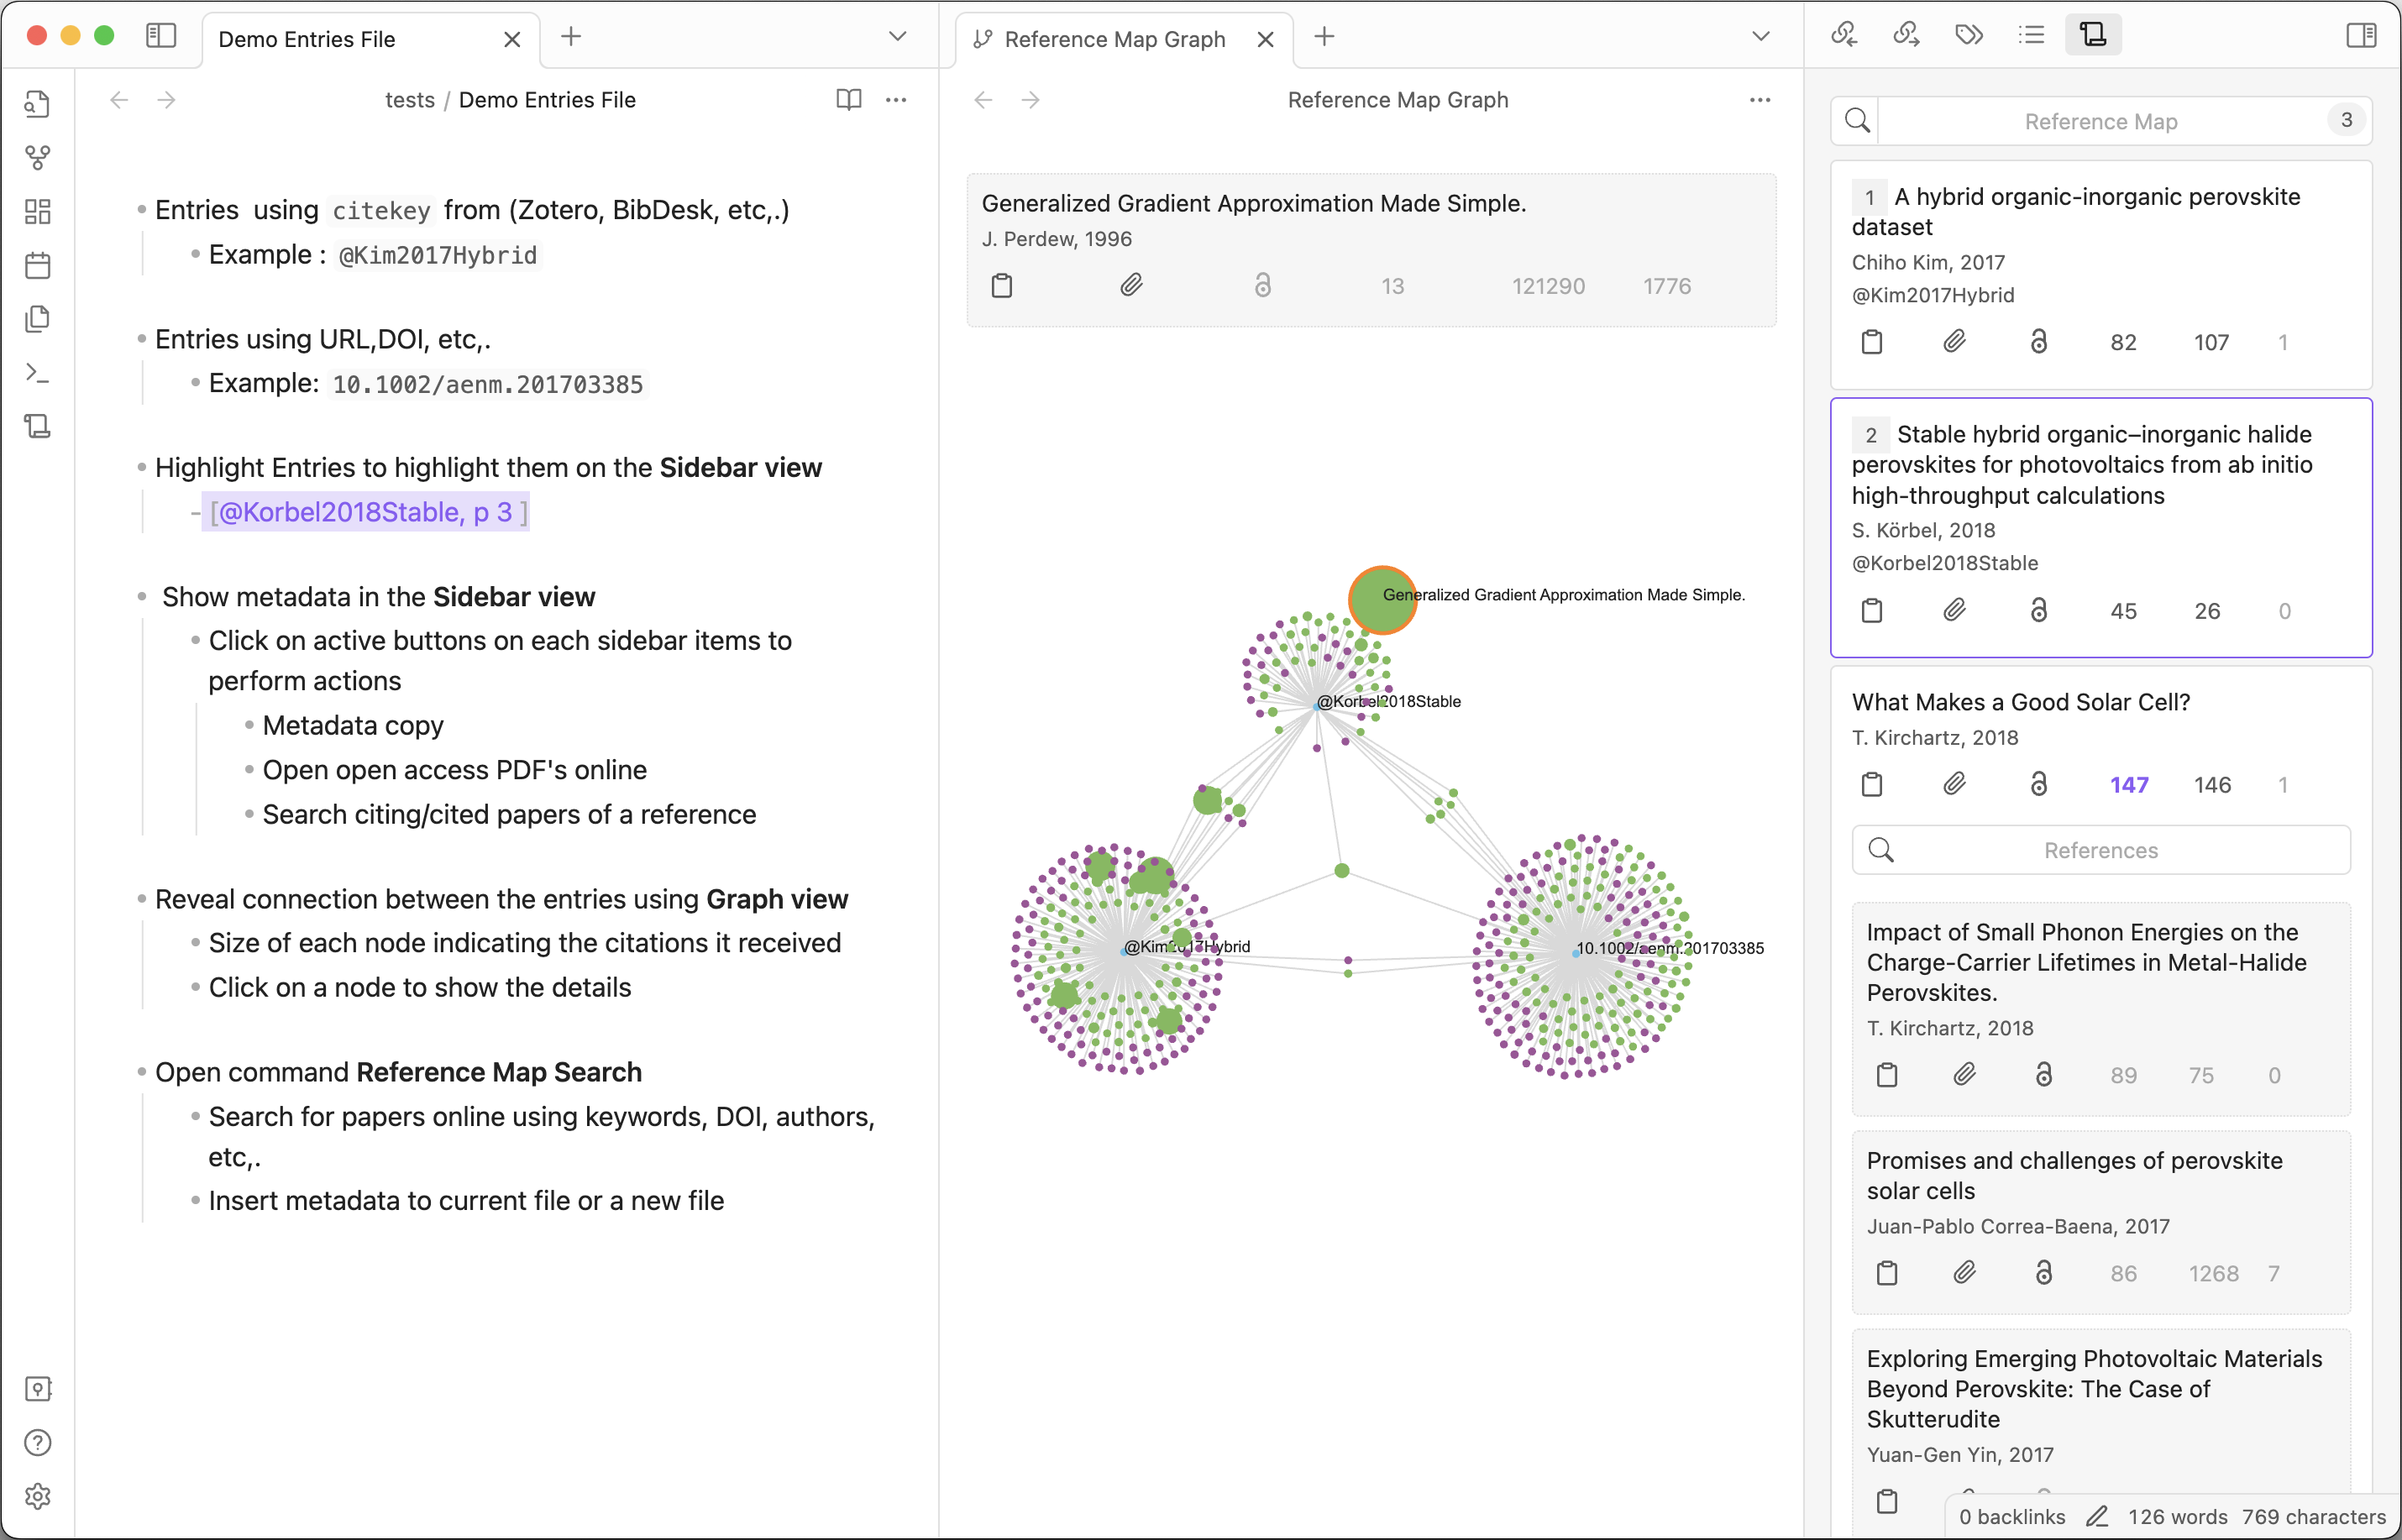 Demo Entries File
Reference Map Graph
tests / Demo Entries File
Entries using citekey from (Zotero, BibDesk, etc,.)
Example : @Kim2017Hybrid
Entries using URL,DOI, etc,.
Example: 10.1002/aenm.201703385
Highlight Entries to highlight them on the Sidebar view
- [@Korbel2018Stable, p 3 ]
Show metadata in the Sidebar view
Click on active buttons on each sidebar items to
perform actions
Metadata copy
Open open access PDF's online
Search citing/cited papers of a reference
Reveal connection between the entries using Graph view
Size of each node indicating the citations it received
Click on a node to show the details
Open command Reference Map Search
Search for papers online using keywords, DOI, authors,
etc,.
Insert metadata to current file or a new file
Reference Map Graph
Generalized Gradient Approximation Made Simple.
J. Perdew, 1996
13 121290 1776
Generalized Gradient Approximation Made Simple.
@Korbel2018Stable
@Kim2017Hybrid
10.1002/aenm.201703385
Reference Map 3
1 A hybrid organic-inorganic perovskite
dataset
Chiho Kim, 2017
@Kim2017Hybrid
82 107 1
2 Stable hybrid organic–inorganic halide
perovskites for photovoltaics from ab initio
high-throughput calculations
S. Körbel, 2018
@Korbel2018Stable
45 26 0
What Makes a Good Solar Cell?
T. Kirchartz, 2018
147 146 1
References
Impact of Small Phonon Energies on the
Charge-Carrier Lifetimes in Metal-Halide
Perovskites.
T. Kirchartz, 2018
89 75 0
Promises and challenges of perovskite
solar cells
Juan-Pablo Correa-Baena, 2017
86 1268 7
Exploring Emerging Photovoltaic Materials
Beyond Perovskite: The Case of
Skutterudite
Yuan-Gen Yin, 2017
0 backlinks 126 words 769 characters